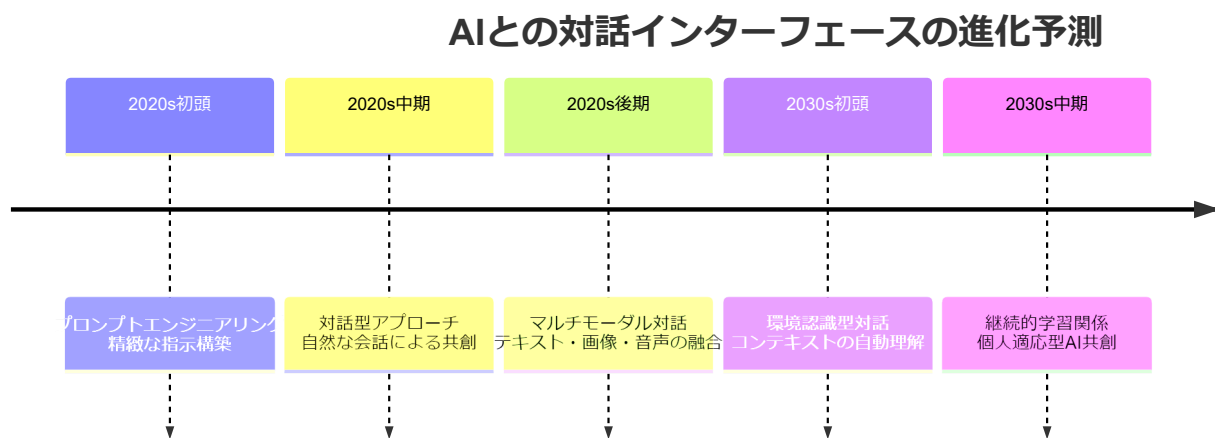 AIとの対話インターフェースの進化予測
2020s初頭
2020s中期
2020s後期
2030s初頭
2030s中期
プロンプトエンジニアリング
精緻な指示構築
対話型アプローチ
自然な会話による共創
マルチモーダル対話
テキスト・画像・音声の融合
環境認識型対話
コンテキストの自動理解
継続的学習関係
個人適応型AI共創